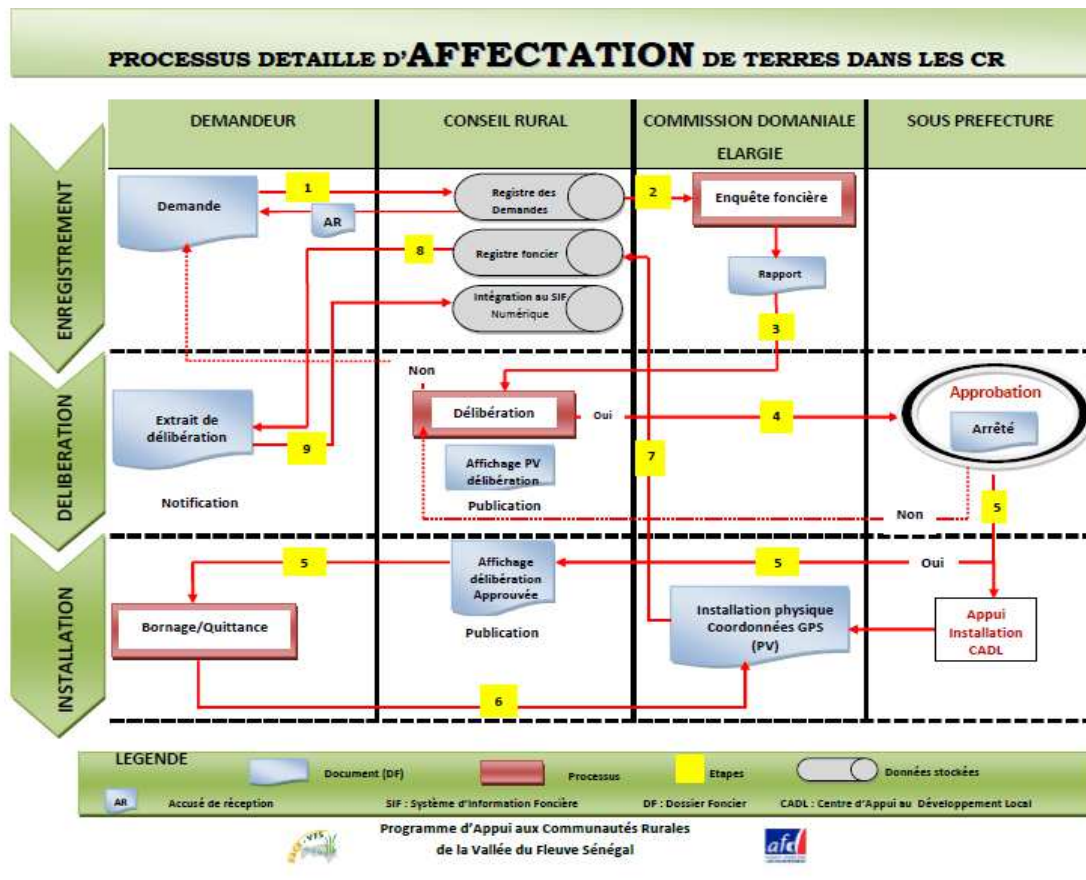 PROCESSUS DETAILLE D'AFFECTATION DE TERRES DANS LES CR
DEMANDEUR
CONSEIL RURAL
COMMISSION DOMANIALE
ELARGIE
SOUS PREFECTURE
ENREGISTREMENT
Demande
1
AR
Registre des
Demandes
2
Enquête foncière
8
Registre foncier
Rapport
Intégration au SIF
Numérique
3
DELIBERATION
Non
Extrait de
délibération
9
Notification
Délibération
Oui
4
Approbation
Arrêté
Affichage PV
délibération
Publication
7
Non
5
INSTALLATION
5
Affichage
délibération
Approuvée
Publication
5
Oui
Bornage/Quittance
Installation physique
Coordonnées GPS
(PV)
Appui
Installation
CADL
6
LEGENDE
Document (DF)
Processus
Etapes
Données stockées
AR
Accusé de réception
SIF : Système d'Information Foncière
DF : Dossier Foncier
CADL : Centre d'Appui au Développement Local
Programme d'Appui aux Communautés Rurales
de la Vallée du Fleuve Sénégal
afd